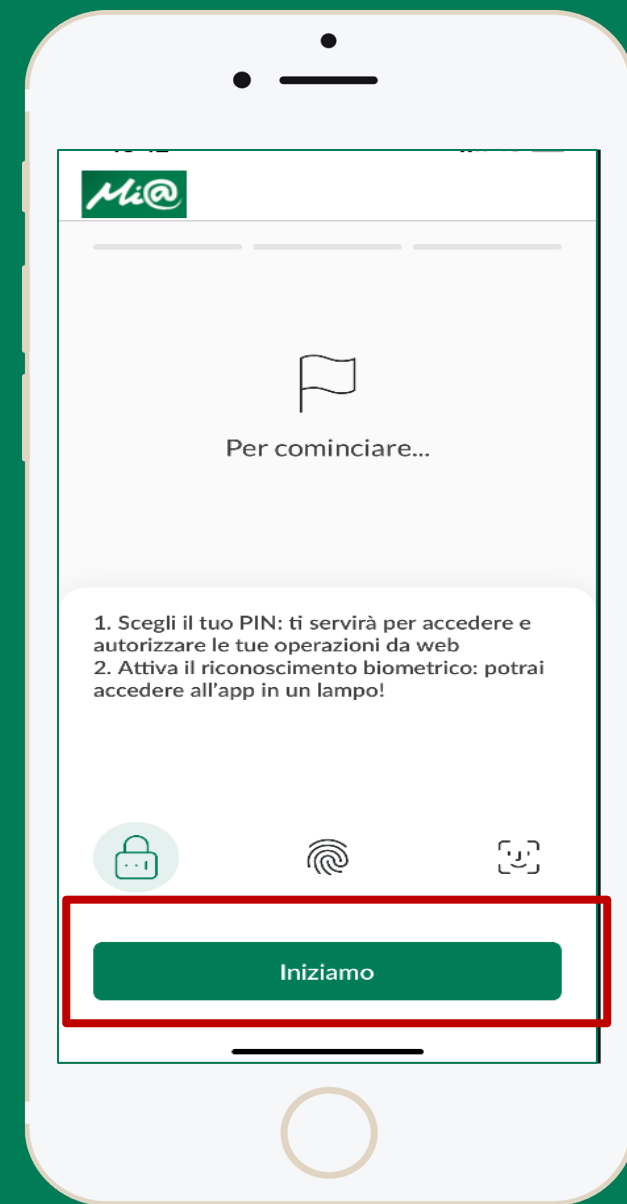 Mi@
Per cominciare...
1. Scegli il tuo PIN: ti servirà per accedere e
autorizzare le tue operazioni da web
2. Attiva il riconoscimento biometrico: potrai
accedere all’app in un lampo!
Iniziamo